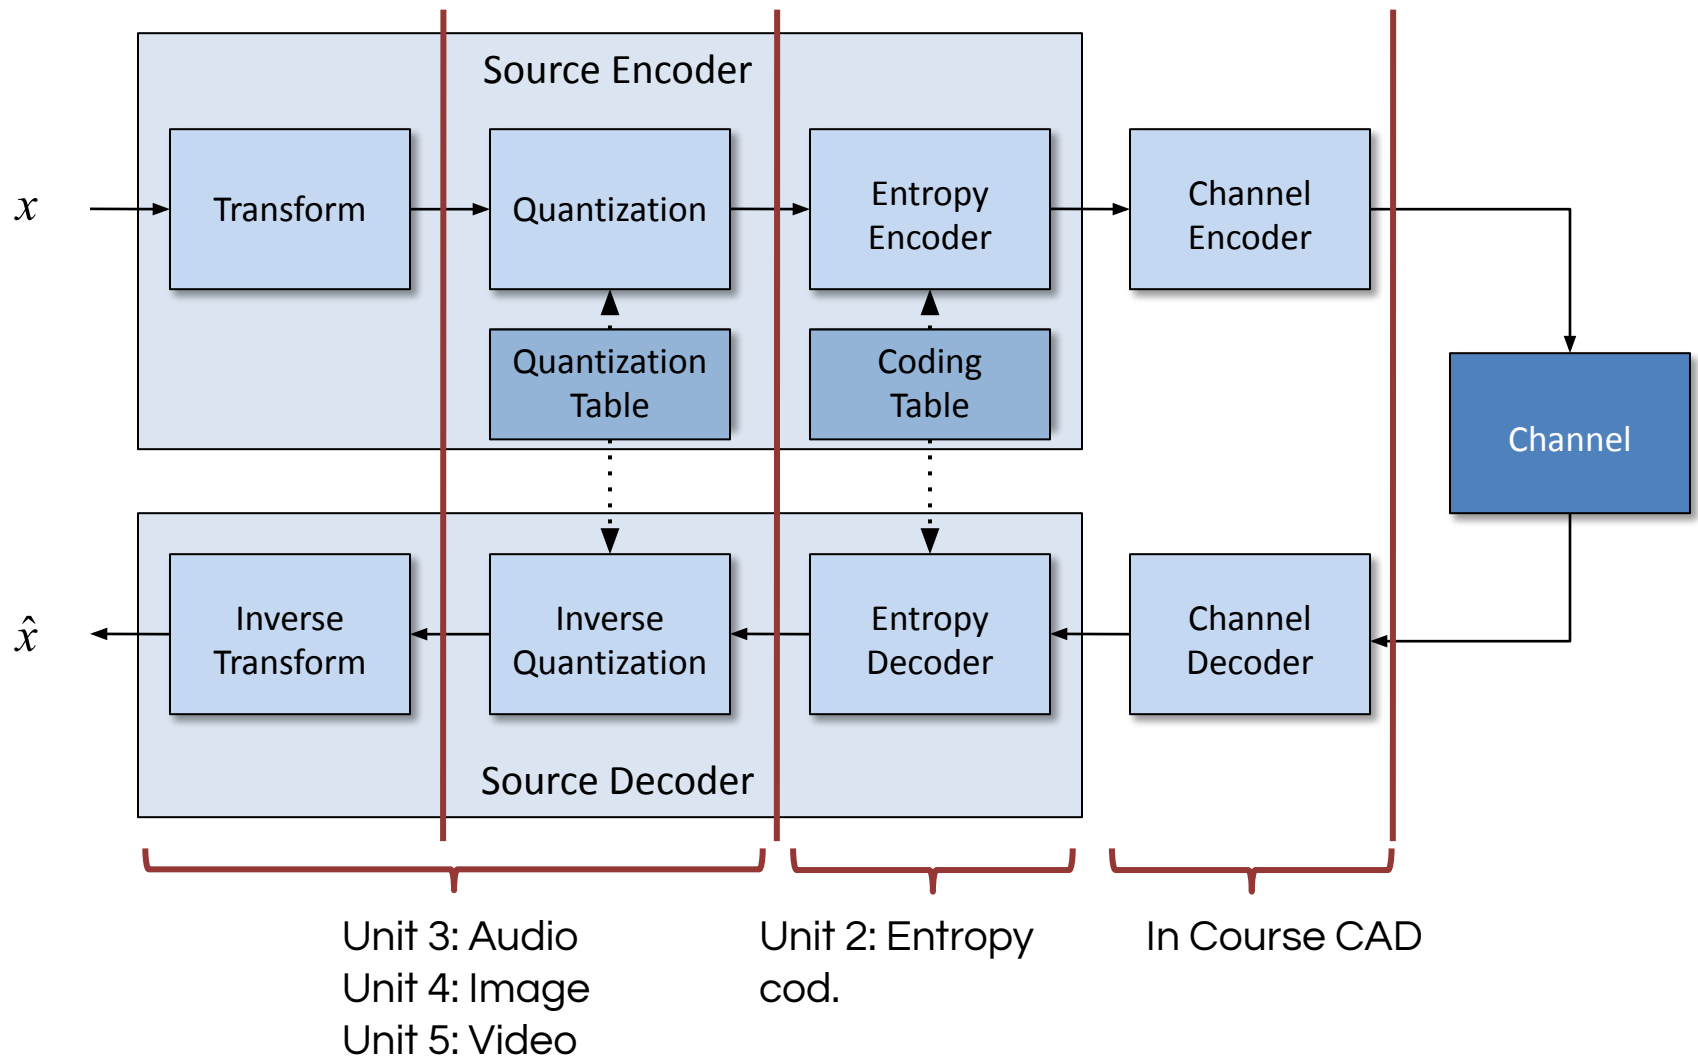 Source Encoder
x
Transform
Quantization
Entropy
Encoder
Channel
Encoder
Quantization
Table
Coding
Table
Channel
x̂
Inverse
Transform
Inverse
Quantization
Entropy
Decoder
Channel
Decoder
Source Decoder
Unit 3: Audio
Unit 4: Image
Unit 5: Video
Unit 2: Entropy
cod.
In Course CAD